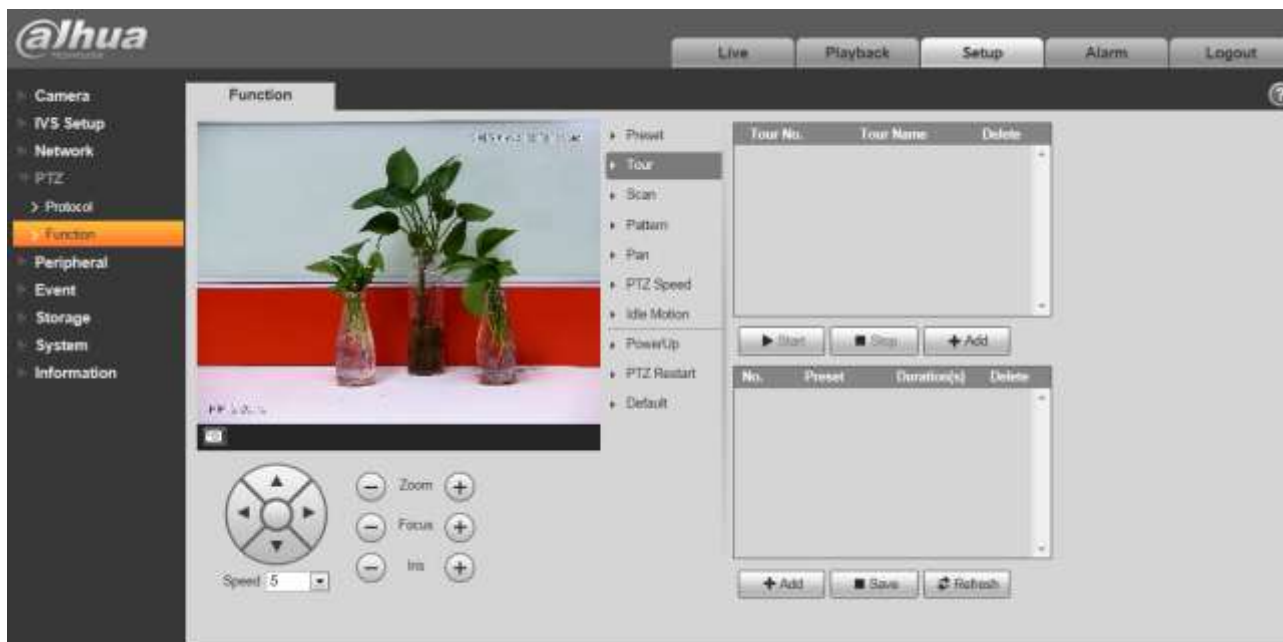 alhua
Live Playback Setup Alarm Logout
Camera
IVS Setup
Network
PTZ
Protocol
Function
Peripheral
Event
Storage
System
Information
Function
Preset
Tour
Scan
Pattern
Pan
PTZ Speed
Idle Motion
PowerUp
PTZ Restart
Default
Tour No. Tour Name Delete
Start Stop Add
No. Preset Duration(s) Delete
Add Save Refresh
Zoom
Focus
Iris
Speed 5